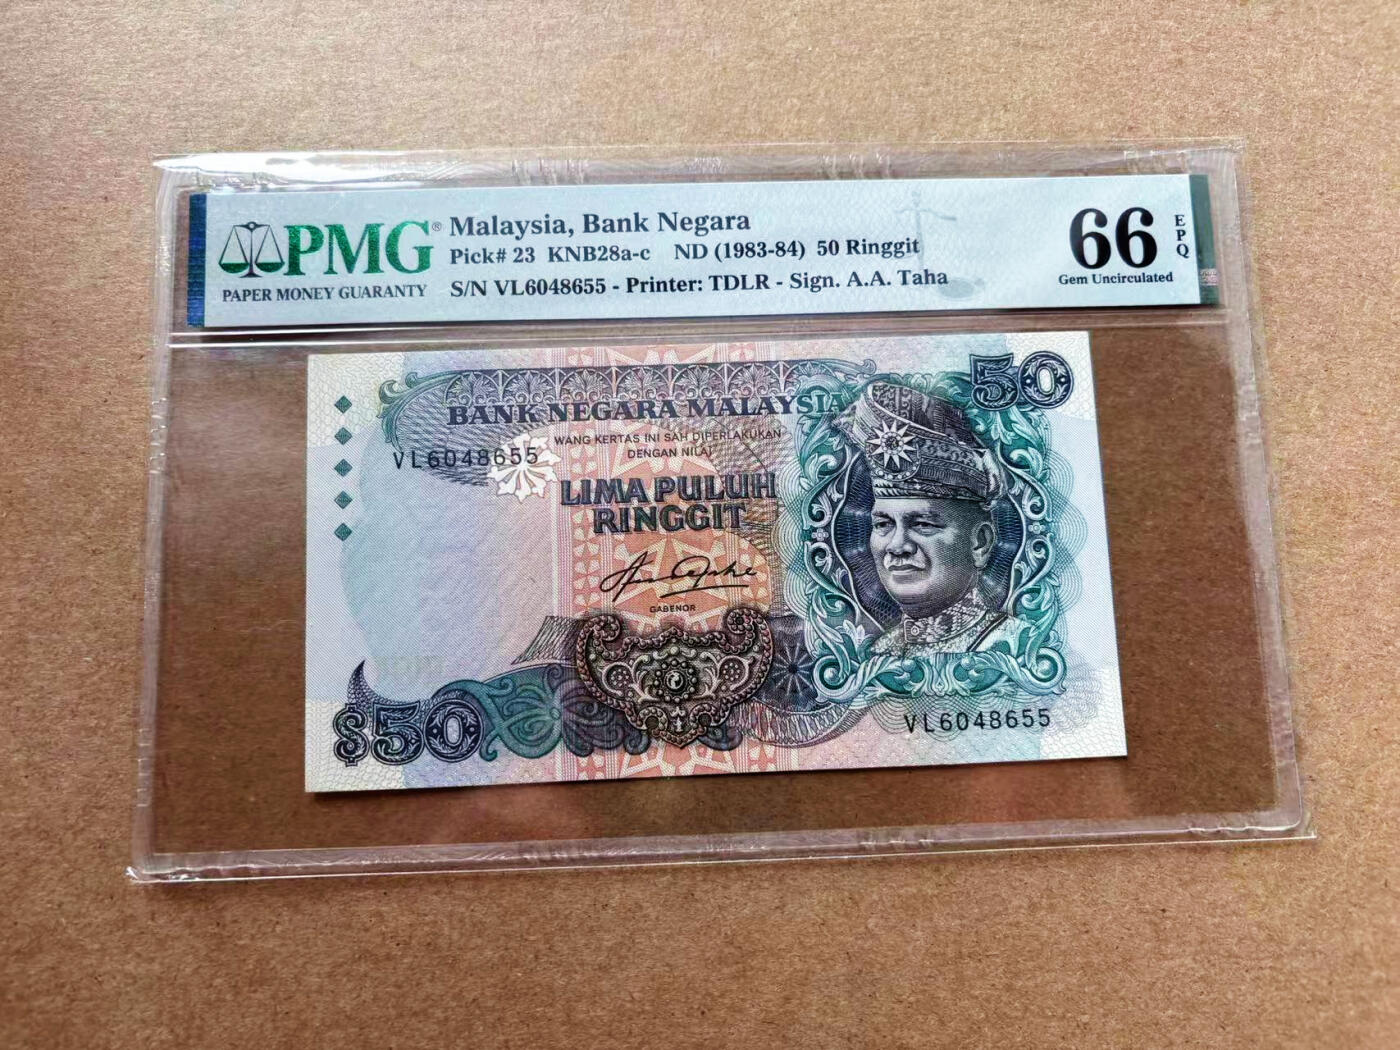 PMG®
PAPER MONEY GUARANTY
Malaysia, Bank Negara
Pick# 23 KNB28a-c ND (1983-84) 50 Ringgit
S/N VL6048655 - Printer: TDLR - Sign. A.A. Taha
66
EPQ
Gem Uncirculated
50
BANK NEGARA MALAYSIA
WANG KERTAS INI SAH DIPERLAKUKAN
DENGAN NILAI
VL6048655
LIMA PULUH
RINGGIT
GABENOR
$50
VL6048655